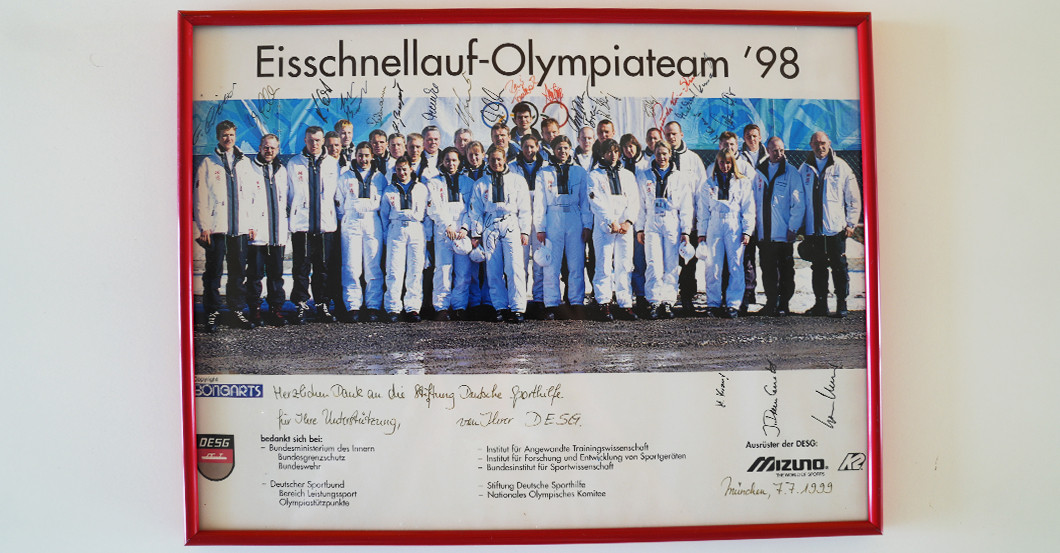 Eisschnellauf-Olympiateam '98
Copyright
BONGARTS
Herzlichen Dank an die Stiftung Deutsche Sporthilfe
für Ihre Unterstützung, von Ihrer DESG.
DESG
bedankt sich bei:
– Bundesministerium des Innern
Bundesgrenzschutz
Bundeswehr
– Deutscher Sportbund
Bereich Leistungssport
Olympiastützpunkte
– Institut für Angewandte Trainingswissenschaft
– Institut für Forschung und Entwicklung von Sportgeräten
– Bundesinstitut für Sportwissenschaft
– Stiftung Deutsche Sporthilfe
– Nationales Olympisches Komitee
Ausrüster der DESG:
MIZUNO
THE WORLD OF SPORTS
K2
München, 7.7.1999